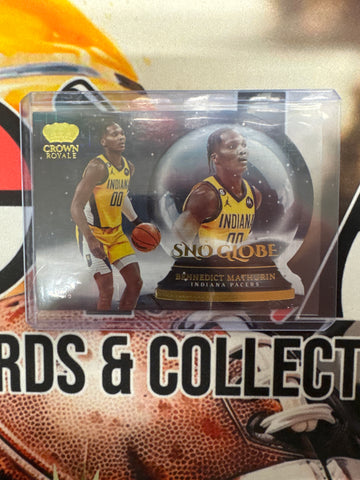 CROWN
ROYALE
INDIANA
00
INDIANA
00
SNO GLOBE
BENNEDICT MATHURIN
INDIANA PACERS
RDS & COLLECT